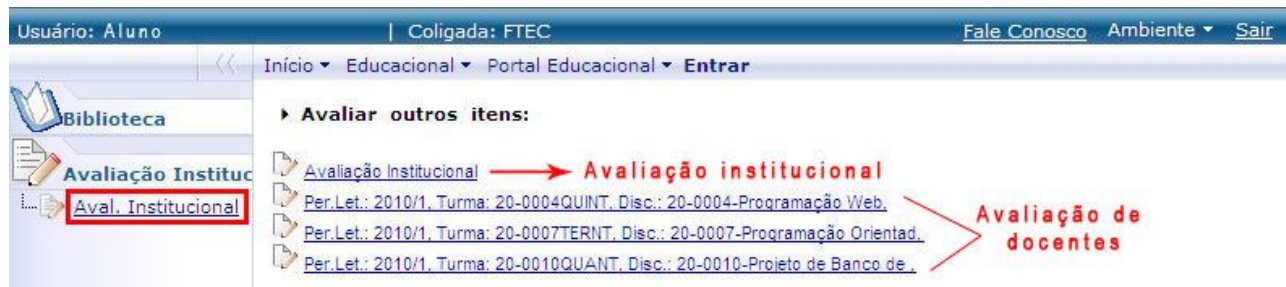 Usuário: Aluno | Coligada: FTEC Fale Conosco Ambiente Sair
Início Educacional Portal Educacional Entrar
Biblioteca
Avaliação Instituc
Aval. Institucional
Avaliar outros itens:
Avaliação Institucional
Avaliação institucional
Per.Let.: 2010/1, Turma: 20-0004QUINT, Disc.: 20-0004-Programação Web,
Per.Let.: 2010/1, Turma: 20-0007TERNT, Disc.: 20-0007-Programação Orientad,
Per.Let.: 2010/1, Turma: 20-0010QUANT, Disc.: 20-0010-Projeto de Banco de ,
Avaliação de
docentes